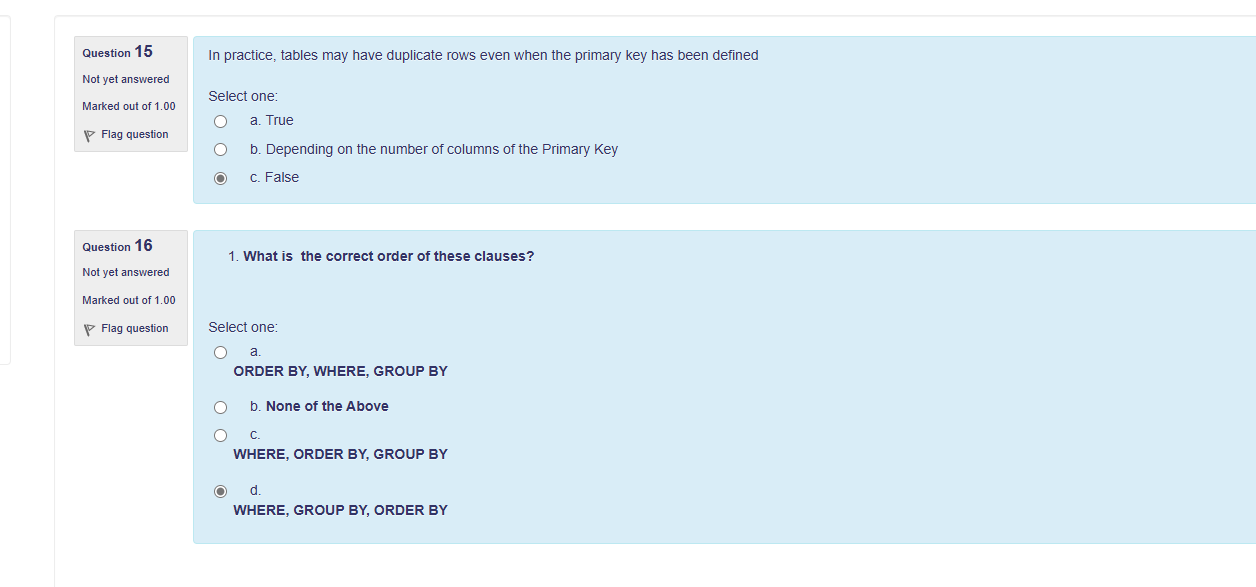 Question 15
Not yet answered
Marked out of 1.00
Flag question
In practice, tables may have duplicate rows even when the primary key has been defined
Select one:
a. True
b. Depending on the number of columns of the Primary Key
c. False
Question 16
Not yet answered
Marked out of 1.00
Flag question
1. What is  the correct order of these clauses?
Select one:
a.
ORDER BY, WHERE, GROUP BY
b. None of the Above
c.
WHERE, ORDER BY, GROUP BY
d.
WHERE, GROUP BY, ORDER BY